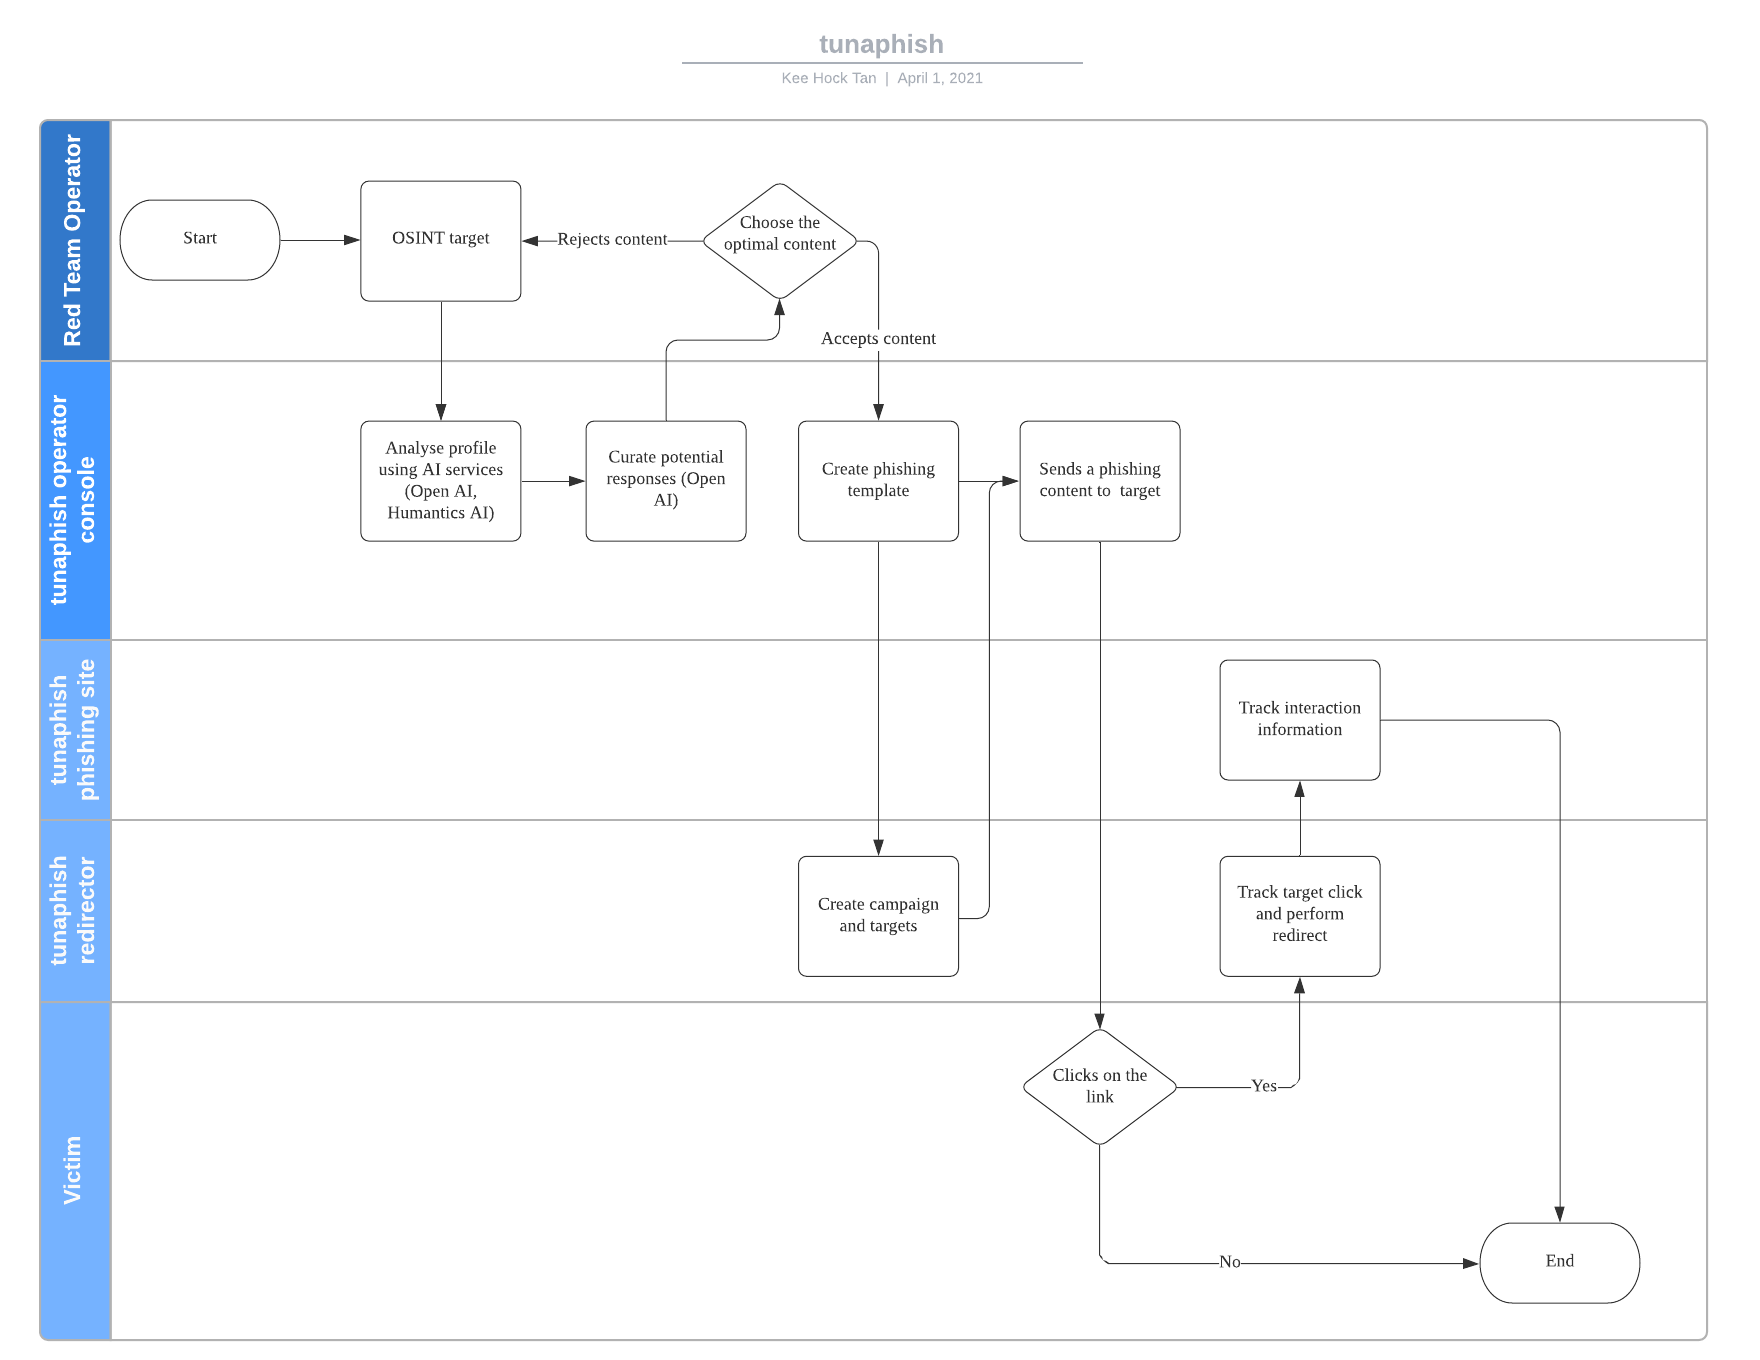 tunaphish
Kee Hock Tan | April 1, 2021
Red Team Operator
Start
OSINT target
Rejects content
Choose the
optimal content
Accepts content
tunaphish operator
console
Analyse profile
using AI services
(Open AI,
Humantics AI)
Curate potential
responses (Open
AI)
Create phishing
template
Sends a phishing
content to target
tunaphish
phishing site
Track interaction
information
tunaphish
redirector
Create campaign
and targets
Track target click
and perform
redirect
Victim
Clicks on the
link
Yes
No
End